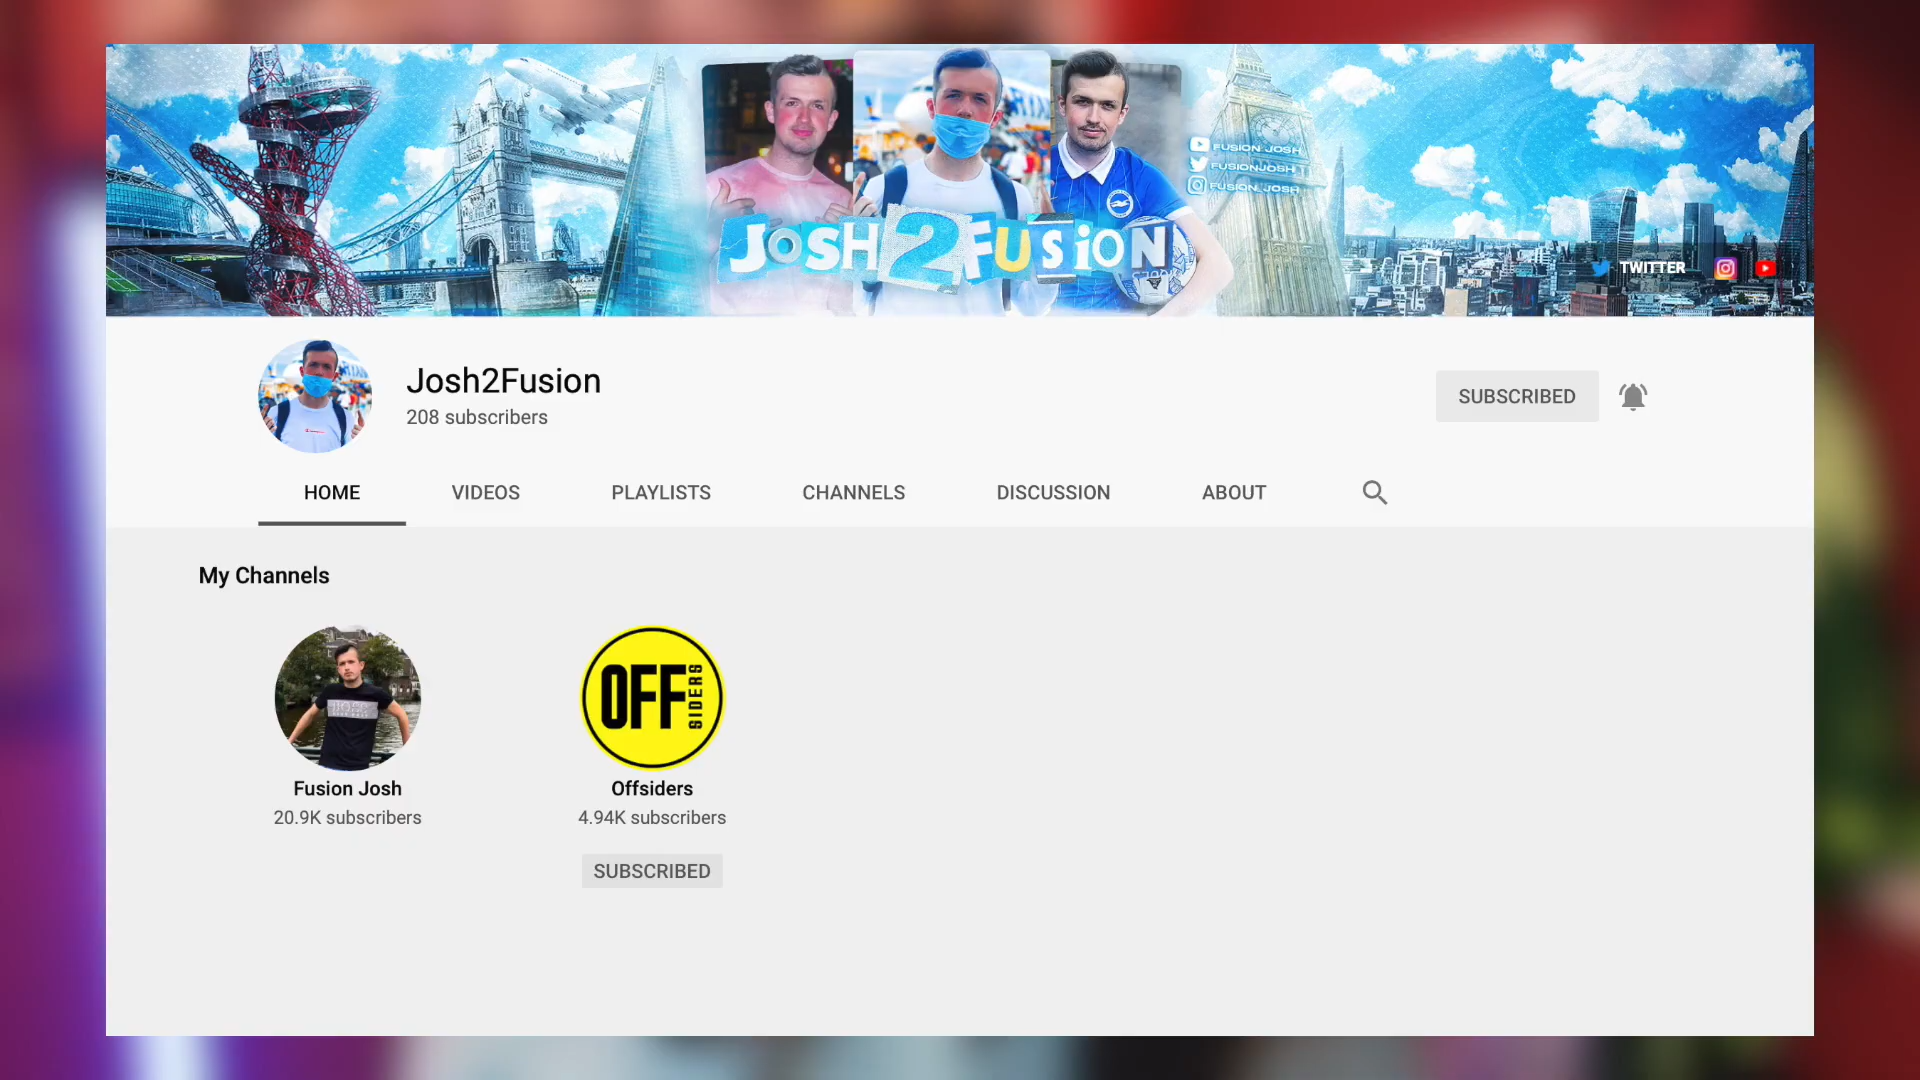 FUSION JOSH
FUSIONJOSH
FUSION_JOSH
JOSH2FUSION
TWITTER
Josh2Fusion
208 subscribers
SUBSCRIBED
HOME VIDEOS PLAYLISTS CHANNELS DISCUSSION ABOUT
My Channels
OFF
SIDERS
Fusion Josh
20.9K subscribers
Offsiders
4.94K subscribers
SUBSCRIBED